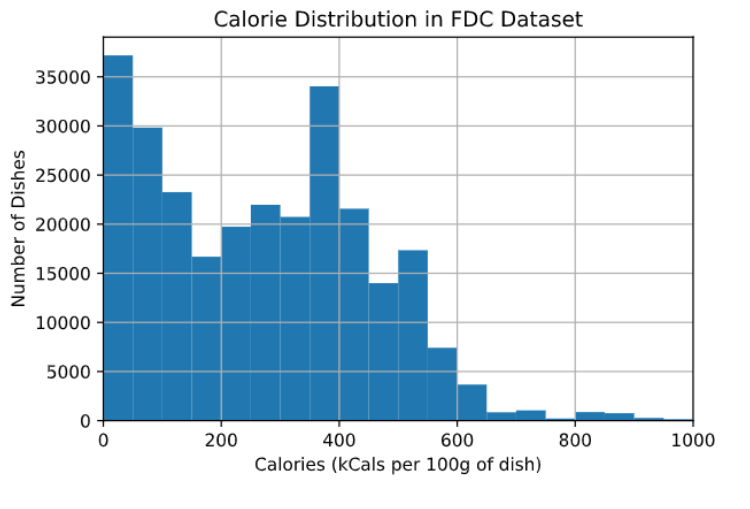 Calorie Distribution in FDC Dataset
Number of Dishes
35000
30000
25000
20000
15000
10000
5000
0
0 200 400 600 800 1000
Calories (kCals per 100g of dish)